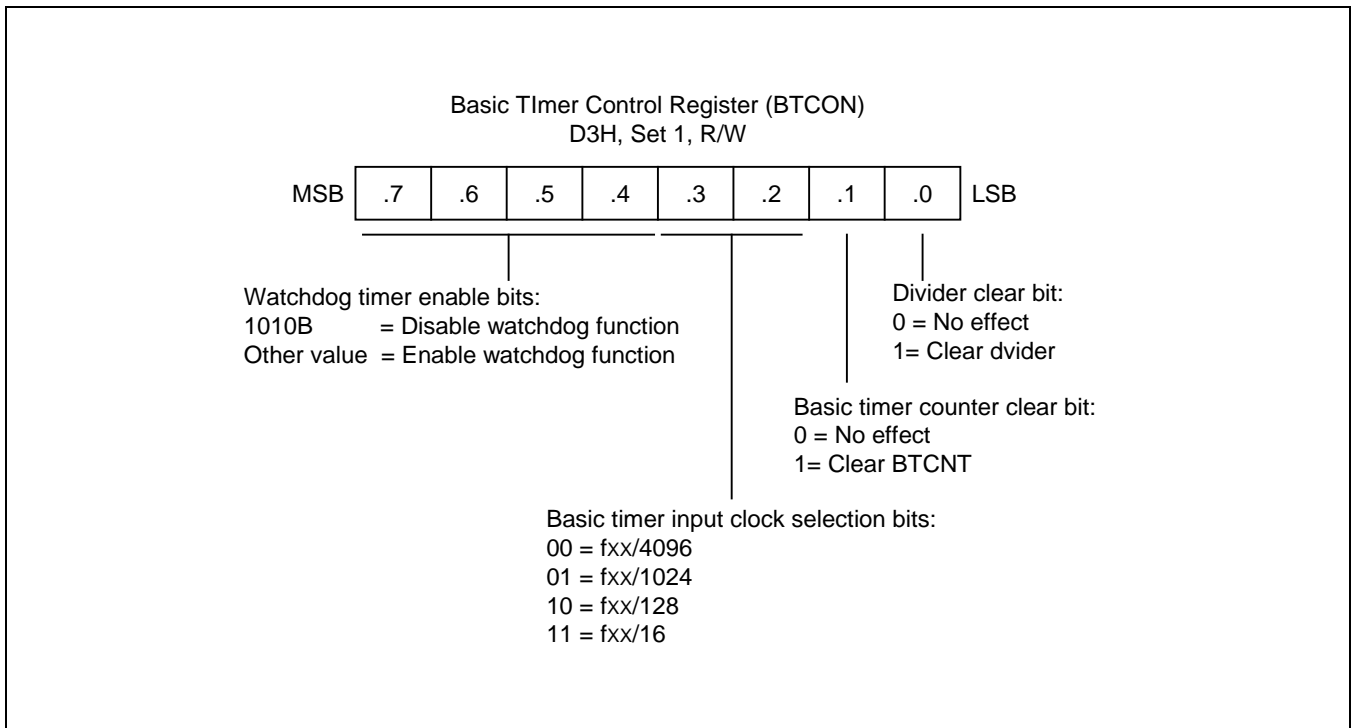 Basic TImer Control Register (BTCON)
D3H, Set 1, R/W
MSB .7 .6 .5 .4 .3 .2 .1 .0 LSB
Watchdog timer enable bits:
1010B = Disable watchdog function
Other value = Enable watchdog function
Divider clear bit:
0 = No effect
1= Clear dvider
Basic timer counter clear bit:
0 = No effect
1= Clear BTCNT
Basic timer input clock selection bits:
00 = fxx/4096
01 = fxx/1024
10 = fxx/128
11 = fxx/16